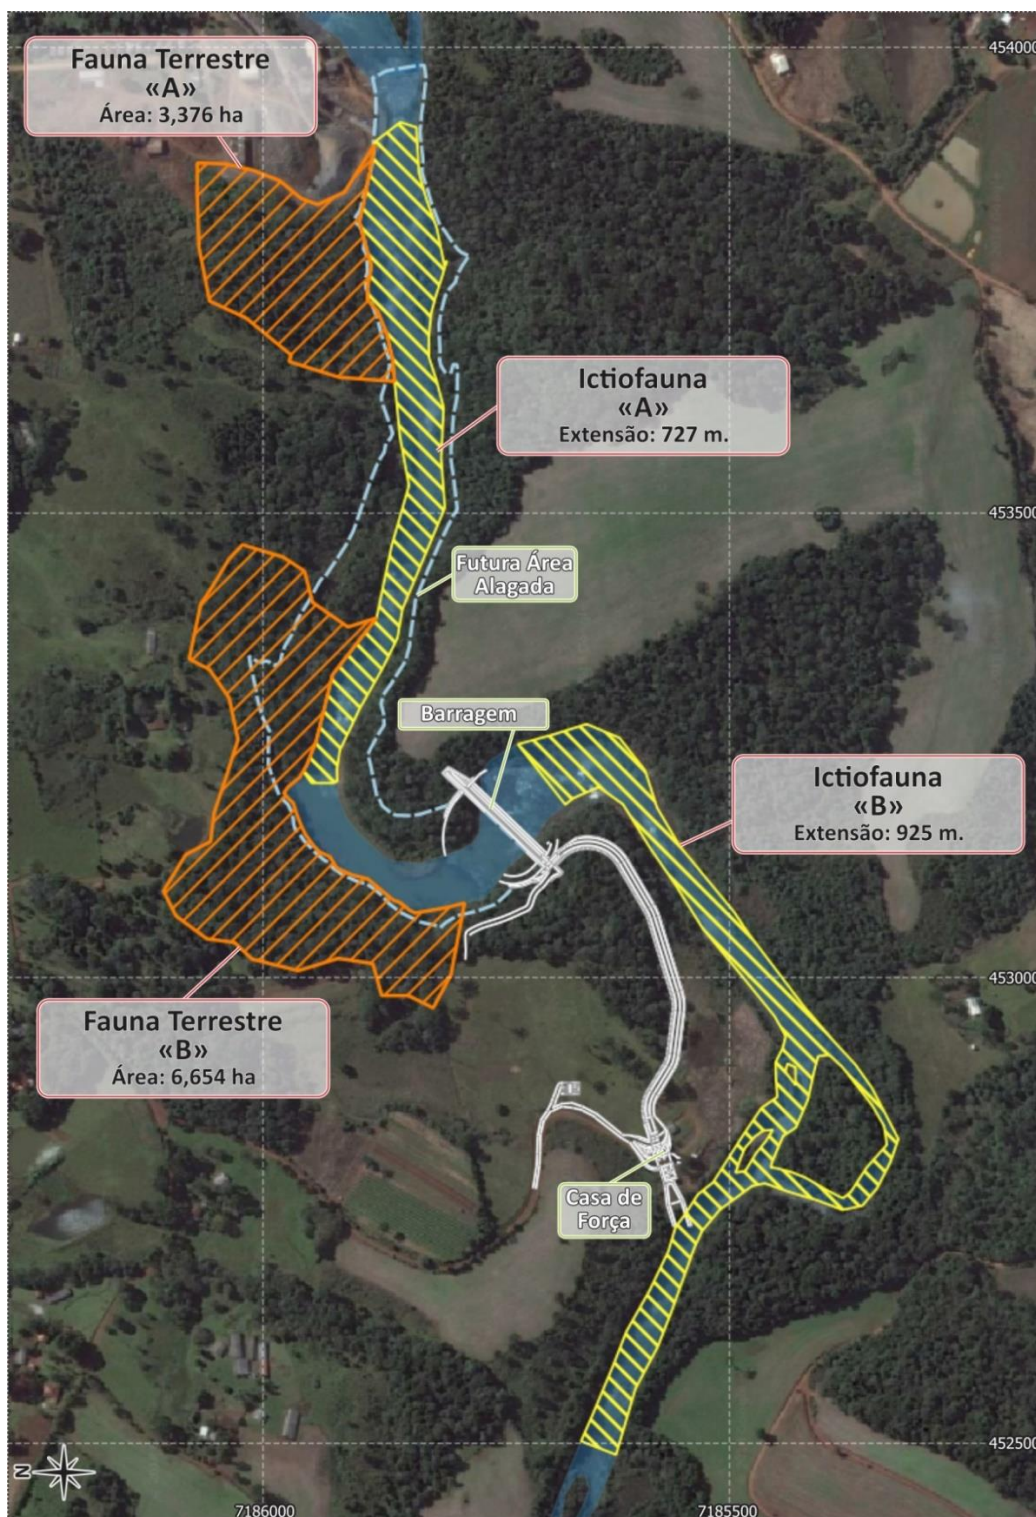 Fauna Terrestre
«A»
Área: 3,376 ha
454000
Ictiofauna
«A»
Extensão: 727 m.
453500
Futura Área
Alagada
Barragem
Ictiofauna
«B»
Extensão: 925 m.
453000
Fauna Terrestre
«B»
Área: 6,654 ha
Casa de
Força
452500
N
7186000
7185500